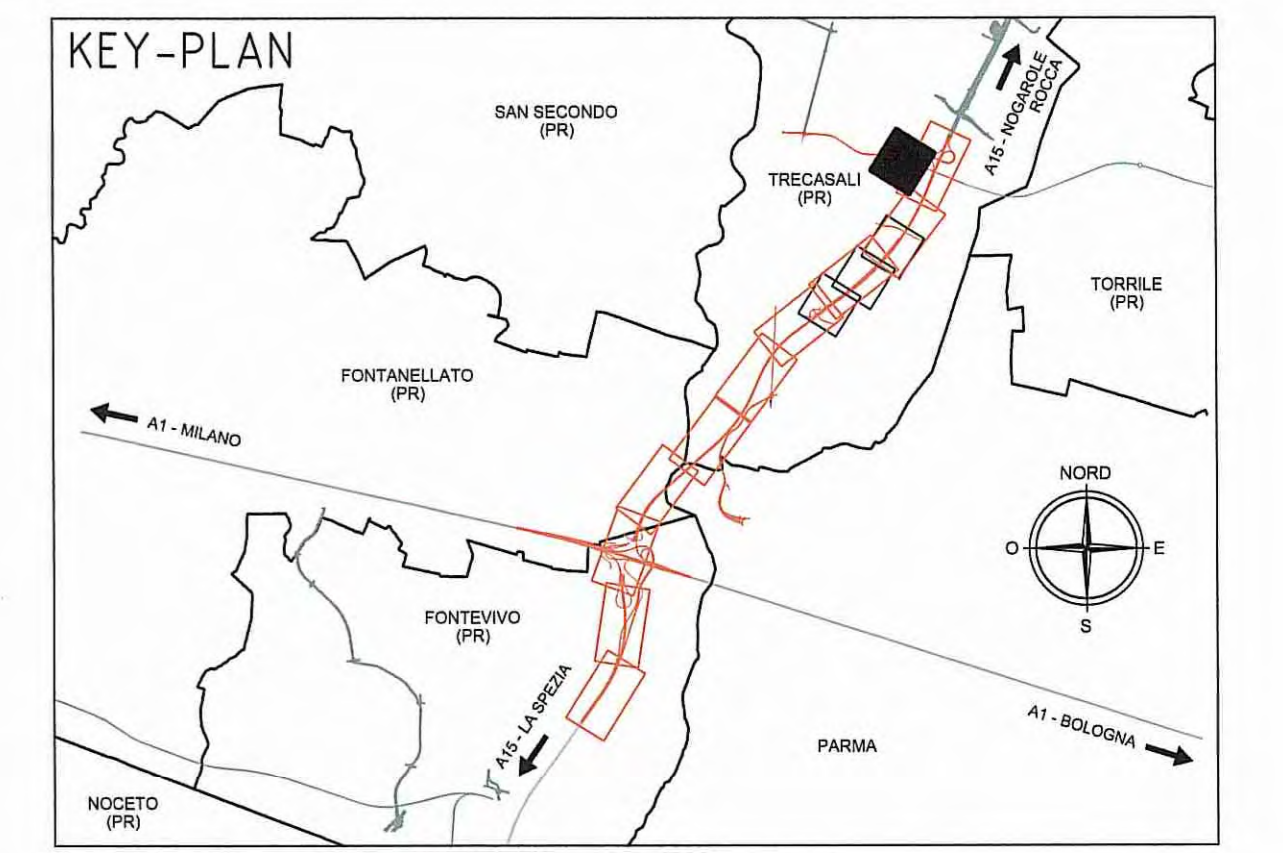 KEY-PLAN
SAN SECONDO
(PR)
A15 - NOGAROLE
ROCCA
TRECASALI
(PR)
TORRILE
(PR)
FONTANELLATO
(PR)
A1 - MILANO
NORD
O
E
S
FONTEVIVO
(PR)
A15 - LA SPEZIA
A1 - BOLOGNA
PARMA
NOCETO
(PR)